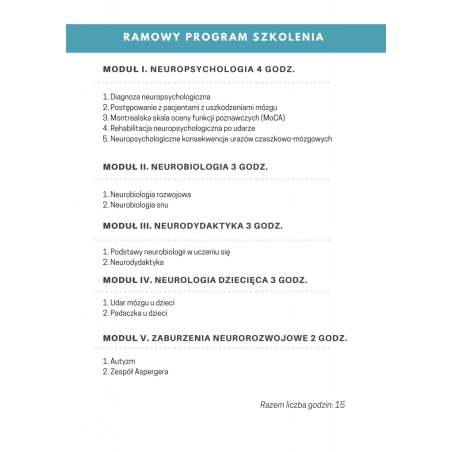 RAMOWY PROGRAM SZKOLENIA
MODUŁ I. NEUROPSYCHOLOGIA 4 GODZ.
1. Diagnoza neuropsychologiczna
2. Postępowanie z pacjentami z uszkodzeniami mózgu
3. Montrealska skala oceny funkcji poznawczych (MoCA)
4. Rehabilitacja neuropsychologiczna po udarze
5. Neuropsychologiczne konsekwencje urazów czaszkowo-mózgowych
MODUŁ II. NEUROBIOLOGIA 3 GODZ.
1. Neurobiologia rozwojowa
2. Neurobiologia snu
MODUŁ III. NEURODYDAKTYKA 3 GODZ.
1. Podstawy neurobiologii w uczeniu się
2. Neurodydaktyka
MODUŁ IV. NEUROLOGIA DZIECIĘCA 3 GODZ.
1. Udar mózgu u dzieci
2. Padaczka u dzieci
MODUŁ V. ZABURZENIA NEUROROZWOJOWE 2 GODZ.
1. Autyzm
2. Zespół Aspergera
Razem liczba godzin: 15